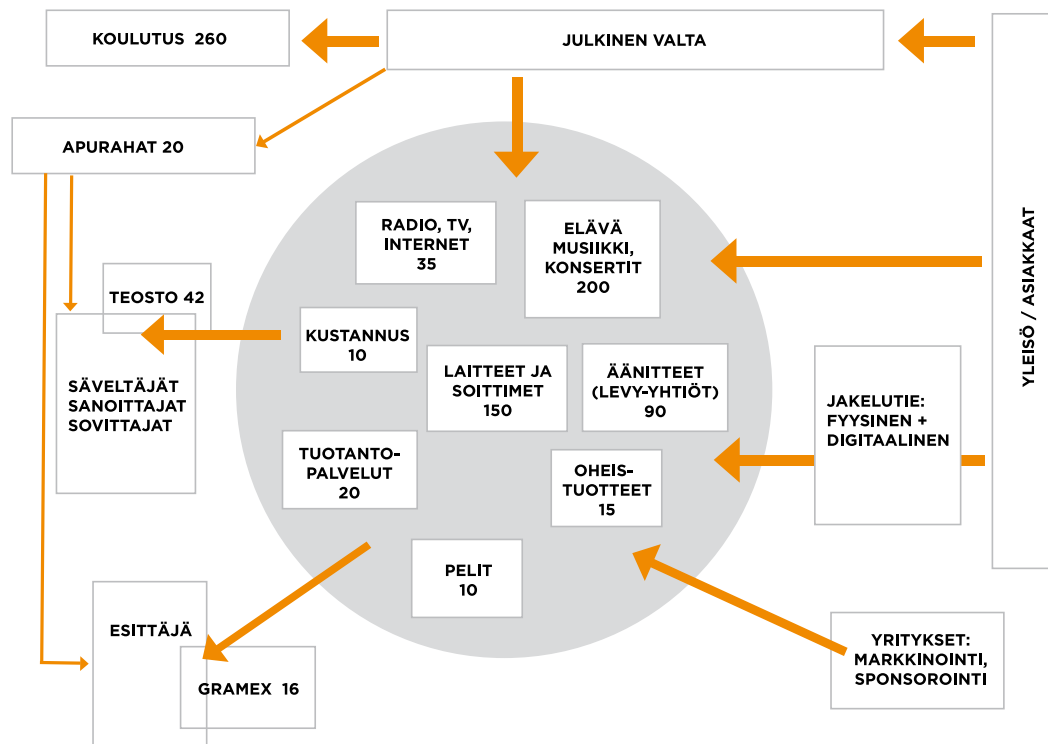 KOULUTUS 260
JULKINEN VALTA
APURAHAT 20
RADIO, TV,
INTERNET
35
ELÄVÄ
MUSIIKKI,
KONSERTIT
200
TEOSTO 42
KUSTANNUS
10
SÄVELTÄJÄT
SANOITTAJAT
SOVITTAJAT
LAITTEET JA
SOITTIMET
150
ÄÄNITTEET
(LEVY-YHTIÖT)
90
JAKELUTIE:
FYYSINEN +
DIGITAALINEN
YLEISÖ / ASIAKKAAT
TUOTANTO-
PALVELUT
20
OHEIS-
TUOTTEET
15
PELIT
10
ESITTÄJÄ
GRAMEX 16
YRITYKSET:
MARKKINOINTI,
SPONSOROINTI